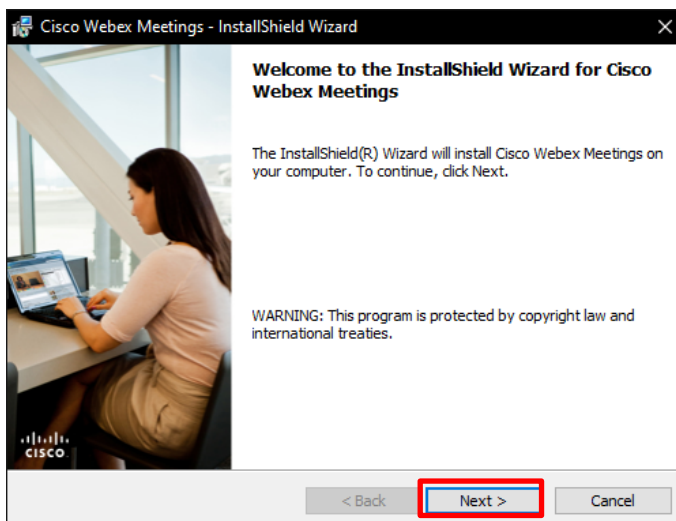 Cisco Webex Meetings - InstallShield Wizard
Welcome to the InstallShield Wizard for Cisco
Webex Meetings
The InstallShield(R) Wizard will install Cisco Webex Meetings on
your computer. To continue, click Next.
WARNING: This program is protected by copyright law and
international treaties.
CISCO.
< Back
Next >
Cancel